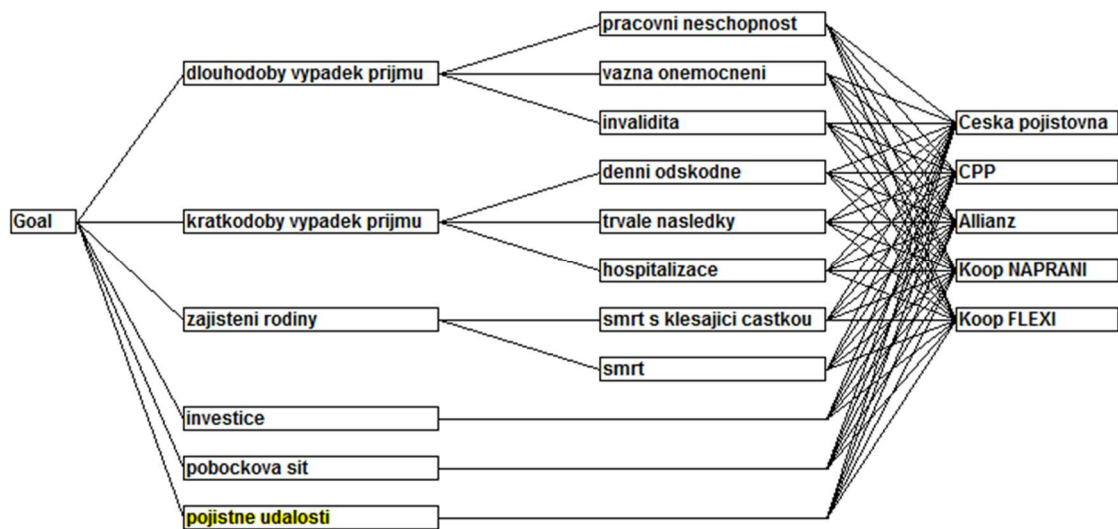 Goal
dlouhodoby vypadek prijmu
kratkodoby vypadek prijmu
zajisteni rodiny
investice
pobockova sit
pojistne udalosti
pracovni neschopnost
vazna onemocneni
invalidita
denni odskodne
trvale nasledky
hospitalizace
smrt s klesajici castkou
smrt
Ceska pojistovna
CPP
Allianz
Koop NAPRANI
Koop FLEXI